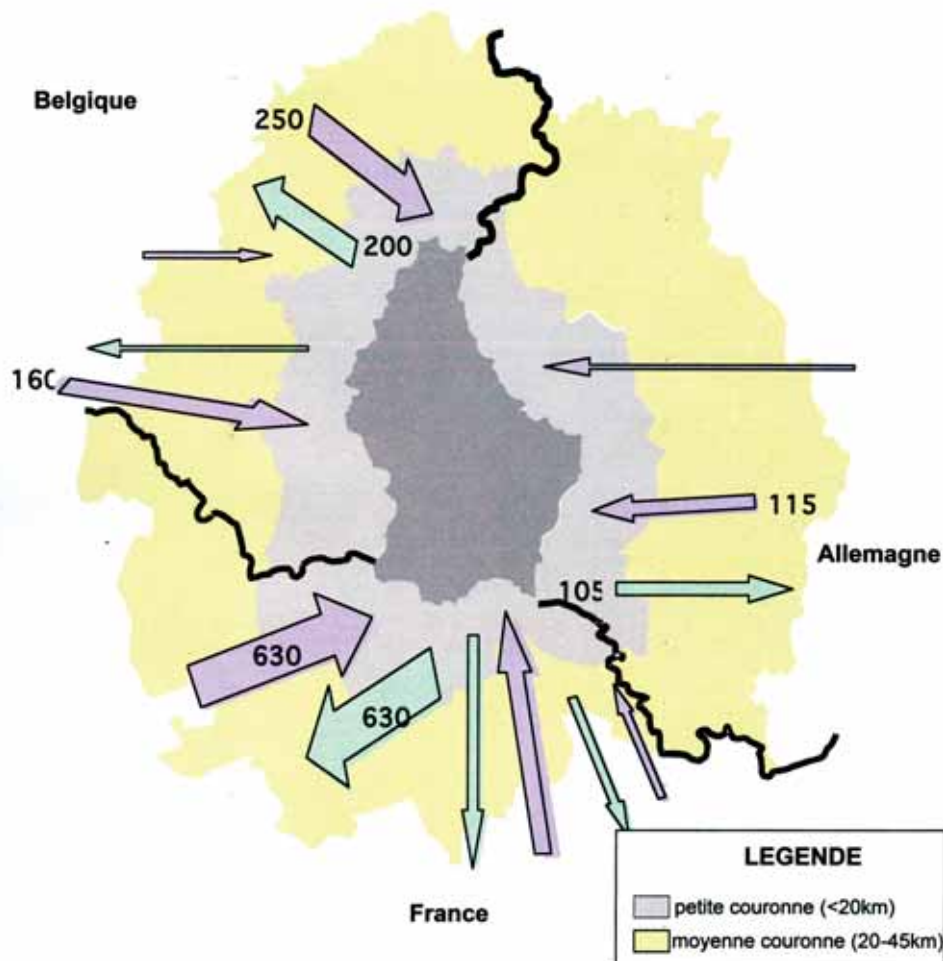 Belgique
250
200
160
115
Allemagne
105
630
630
France
LEGENDE
petite couronne (<20km)
moyenne couronne (20-45km)